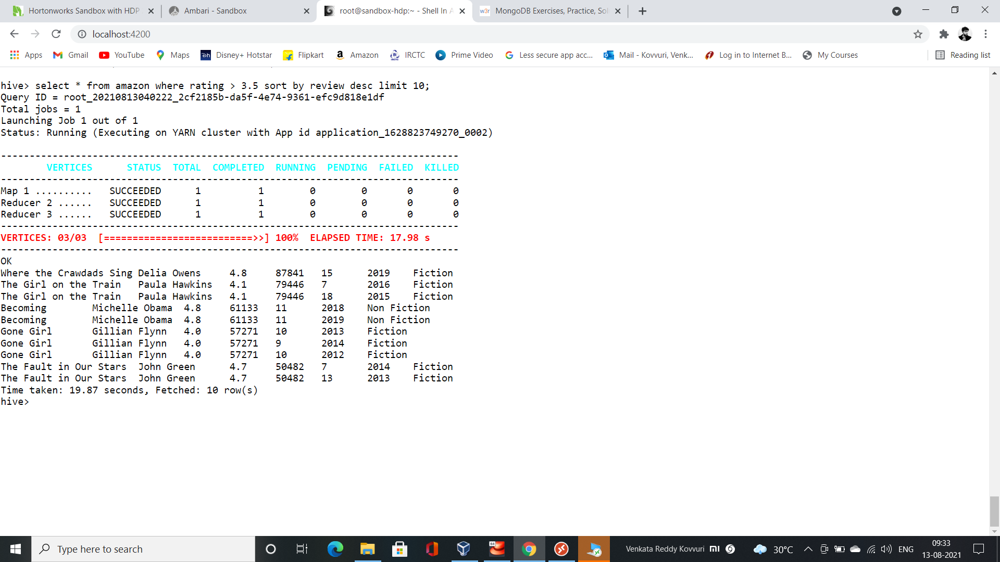 Hortonworks Sandbox with HDP
Ambari - Sandbox
root@sandbox-hdp:~ - Shell In A
w3r MongoDB Exercises, Practice, Sol
localhost:4200
Apps Gmail YouTube Maps Disney+ Hotstar Flipkart Amazon IRCTC Prime Video Less secure app acc... Mail - Kovvuri, Venk... Log in to Internet B... My Courses Reading list
hive> select * from amazon where rating > 3.5 sort by review desc limit 10;
Query ID = root_20210813040222_2cf2185b-da5f-4e74-9361-efc9d818e1df
Total jobs = 1
Launching Job 1 out of 1
Status: Running (Executing on YARN cluster with App id application_1628823749270_0002)
--------------------------------------------------------------------------------
VERTICES STATUS TOTAL COMPLETED RUNNING PENDING FAILED KILLED
--------------------------------------------------------------------------------
Map 1 .......... SUCCEEDED 1 1 0 0 0 0
Reducer 2 ...... SUCCEEDED 1 1 0 0 0 0
Reducer 3 ...... SUCCEEDED 1 1 0 0 0 0
--------------------------------------------------------------------------------
VERTICES: 03/03 [==========================>>] 100% ELAPSED TIME: 17.98 s
--------------------------------------------------------------------------------
OK
Where the Crawdads Sing Delia Owens 4.8 87841 15 2019 Fiction
The Girl on the Train Paula Hawkins 4.1 79446 7 2016 Fiction
The Girl on the Train Paula Hawkins 4.1 79446 18 2015 Fiction
Becoming Michelle Obama 4.8 61133 11 2018 Non Fiction
Becoming Michelle Obama 4.8 61133 11 2019 Non Fiction
Gone Girl Gillian Flynn 4.0 57271 10 2013 Fiction
Gone Girl Gillian Flynn 4.0 57271 9 2014 Fiction
Gone Girl Gillian Flynn 4.0 57271 10 2012 Fiction
The Fault in Our Stars John Green 4.7 50482 7 2014 Fiction
The Fault in Our Stars John Green 4.7 50482 13 2013 Fiction
Time taken: 19.87 seconds, Fetched: 10 row(s)
hive>
Type here to search
64
Venkata Reddy Kovvuri
30°C
ENG
09:33
13-08-2021